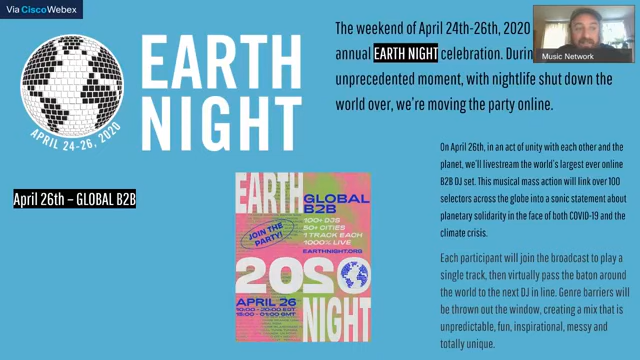 Via Cisco Webex
EARTH
NIGHT
APRIL 24-26, 2020
The weekend of April 24th-26th, 2020
annual EARTH NIGHT celebration.
unprecedented moment, with nightlife shut down the
world over, we're moving the party online.
Music Network
On April 26th, in an act of unity with each other and the
planet, we'll livestream the world's largest ever online
B2B DJ set. This musical mass action will link over 100
selectors across the globe into a sonic statement about
planetary solidarity in the face of both COVID-19 and the
climate crisis.
Each participant will join the broadcast to play a
single track, then virtually pass the baton around
the world to the next DJ in line. Genre barriers will
be thrown out the window, creating a mix that is
unpredictable, fun, inspirational, messy and
totally unique.
April 26th – GLOBAL B2B
EARTH
GLOBAL
B2B
100+ DJS
50+ CITIES
1 TRACK EACH
1000% LIVE
JOIN THE
PARTY!
EARTHNIGHT.ORG
2020
APRIL 26
NIGHT